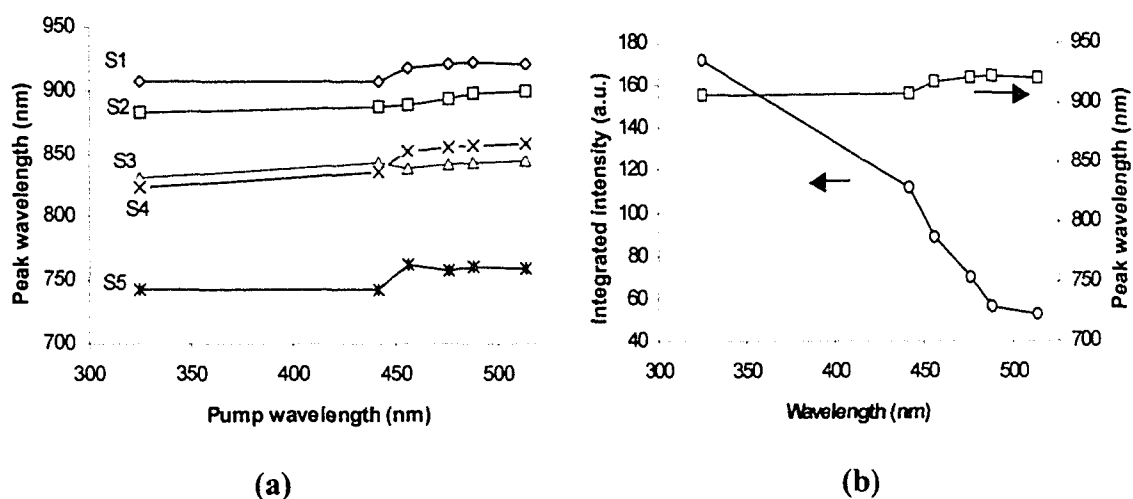 950
900
850
800
750
700
Peak wavelength (nm)
S1
S2
S3
S4
S5
300 350 400 450 500
Pump wavelength (nm)
(a)
180
160
140
120
100
80
60
40
Integrated intensity (a.u.)
950
900
850
800
750
700
Peak wavelength (nm)
300 350 400 450 500
Wavelength (nm)
(b)